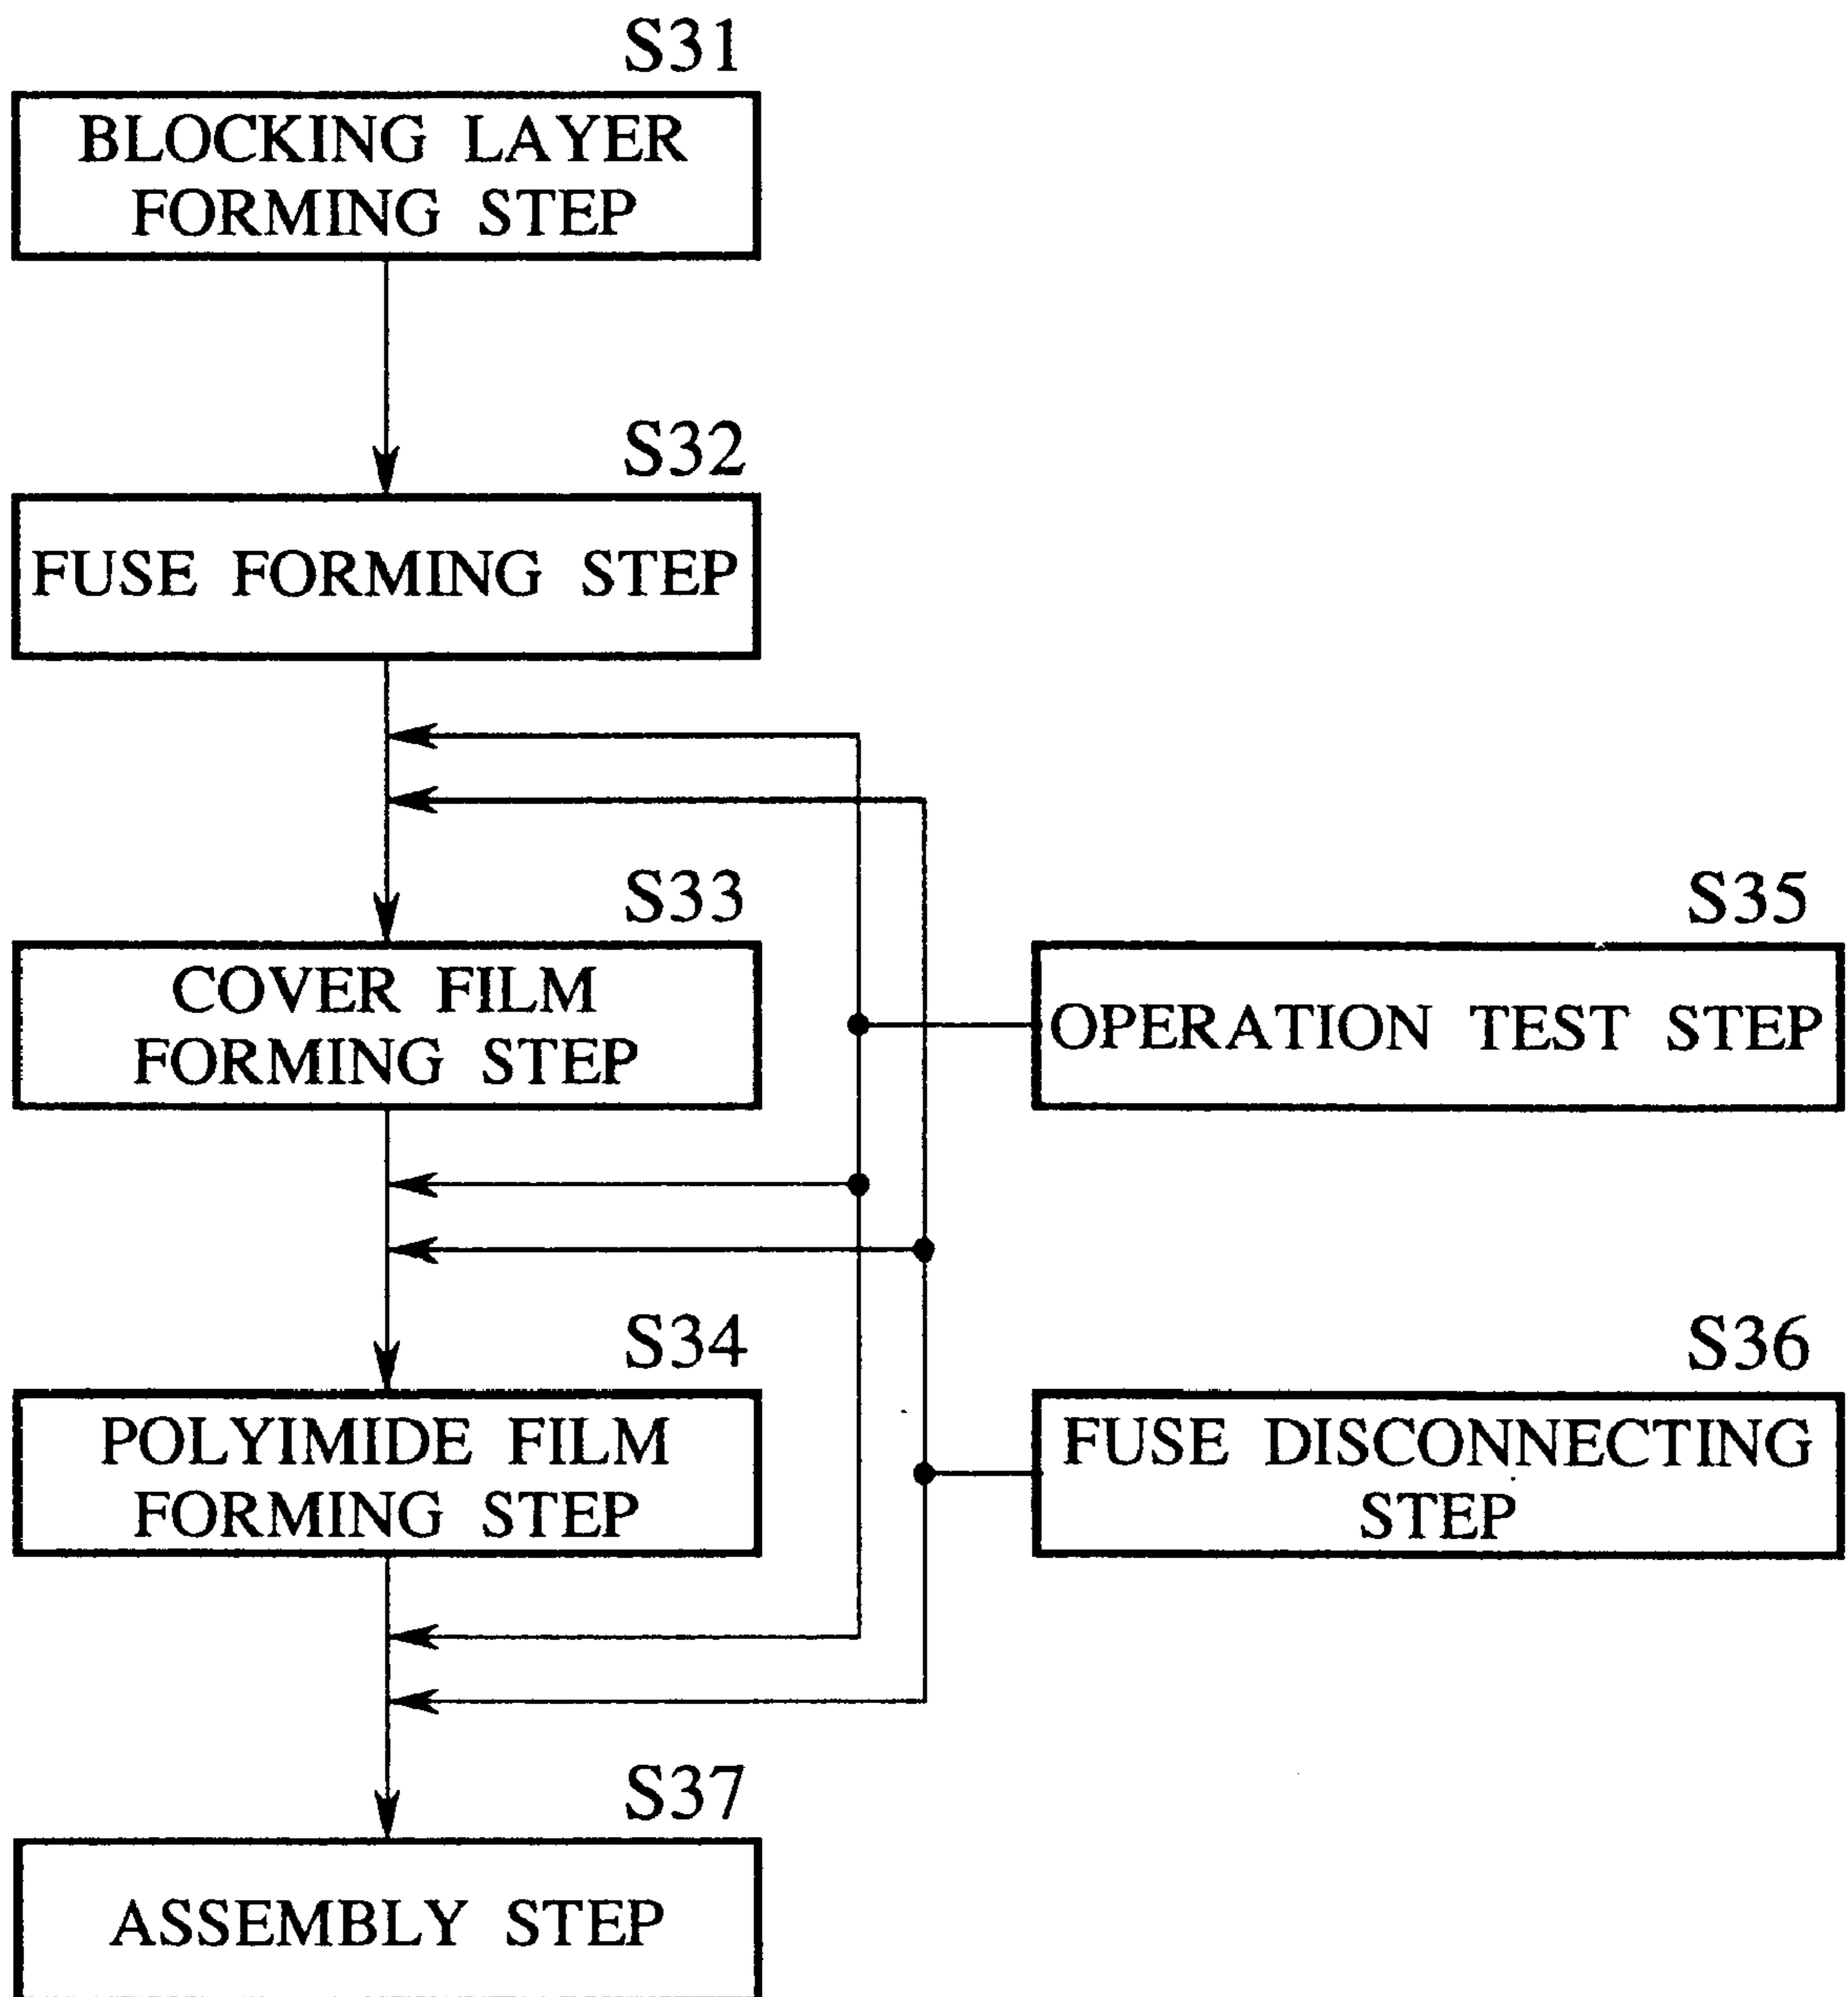 S31
BLOCKING LAYER
FORMING STEP
S32
FUSE FORMING STEP
S33
COVER FILM
FORMING STEP
S35
OPERATION TEST STEP
S34
POLYIMIDE FILM
FORMING STEP
S36
FUSE DISCONNECTING
STEP
S37
ASSEMBLY STEP